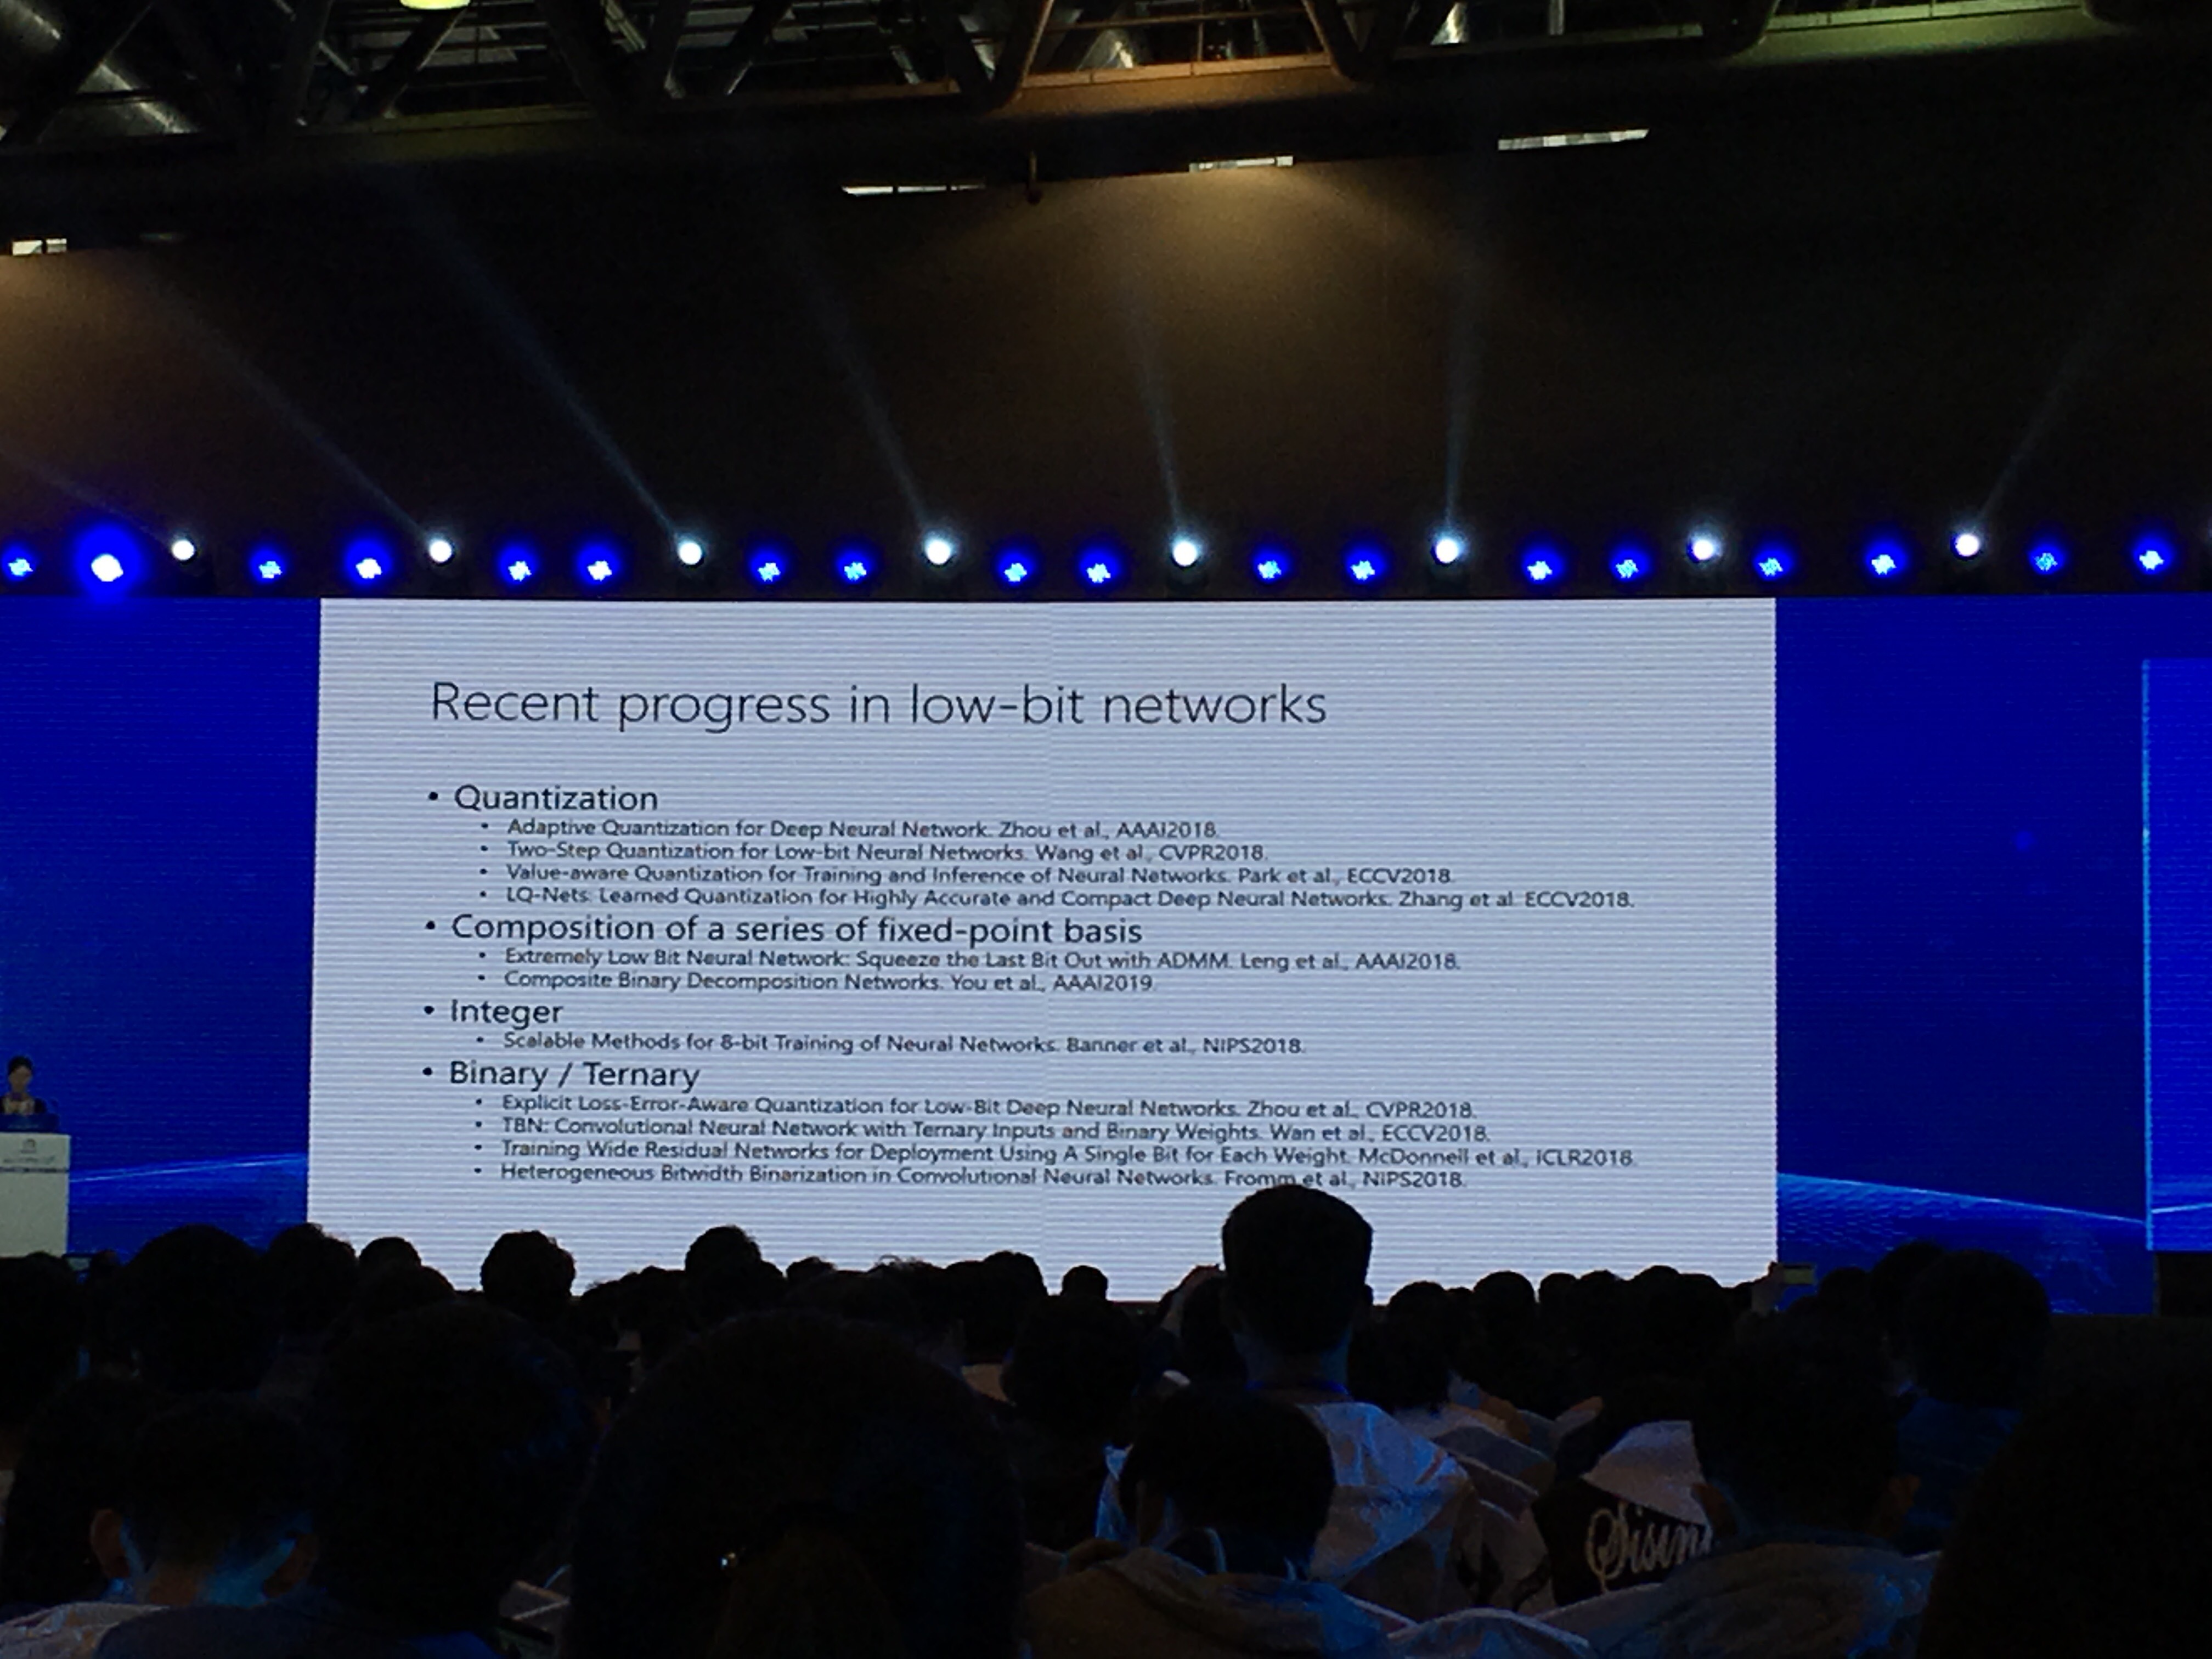 Recent progress in low-bit networks
• Quantization
• Adaptive Quantization for Deep Neural Network. Zhou et al., AAAI2018.
• Two-Step Quantization for Low-bit Neural Networks. Wang et al., CVPR2018.
• Value-aware Quantization for Training and Inference of Neural Networks. Park et al., ECCV2018.
• LQ-Nets: Learned Quantization for Highly Accurate and Compact Deep Neural Networks. Zhang et al. ECCV2018.
• Composition of a series of fixed-point basis
• Extremely Low Bit Neural Network: Squeeze the Last Bit Out with ADMM. Leng et al., AAAI2018.
• Composite Binary Decomposition Networks. You et al., AAAI2019.
• Integer
• Scalable Methods for 8-bit Training of Neural Networks. Banner et al., NIPS2018.
• Binary / Ternary
• Explicit Loss-Error-Aware Quantization for Low-Bit Deep Neural Networks. Zhou et al., CVPR2018.
• TBN: Convolutional Neural Network with Ternary Inputs and Binary Weights. Wan et al., ECCV2018.
• Training Wide Residual Networks for Deployment Using A Single Bit for Each Weight. McDonnell et al., ICLR2018.
• Heterogeneous Bitwidth Binarization in Convolutional Neural Networks. Fromm et al., NIPS2018.